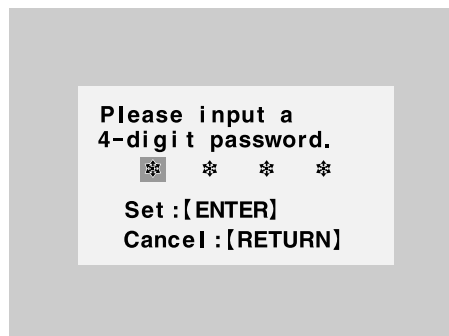 Please input a
4-digit password.
❄ ❄ ❄ ❄
Set :【ENTER】
Cancel :【RETURN】